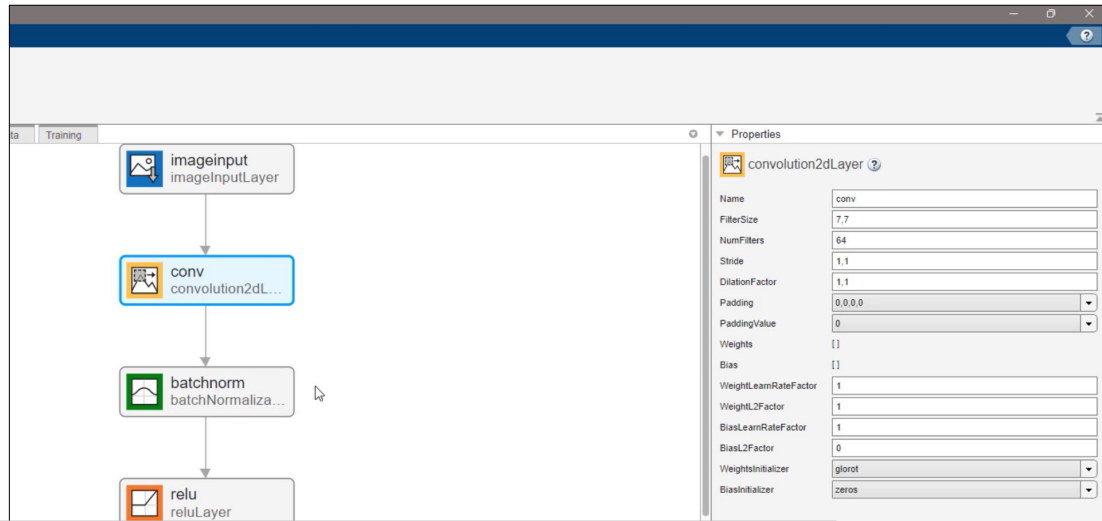 ta
Training
Properties
imageinput
imageInputLayer
conv
convolution2dL...
batchnorm
batchNormaliza...
relu
reluLayer
convolution2dLayer
Name conv
FilterSize 7,7
NumFilters 64
Stride 1,1
DilationFactor 1,1
Padding 0,0,0,0
PaddingValue 0
Weights []
Bias []
WeightLearnRateFactor 1
WeightL2Factor 1
BiasLearnRateFactor 1
BiasL2Factor 0
WeightsInitializer glorot
BiasInitializer zeros